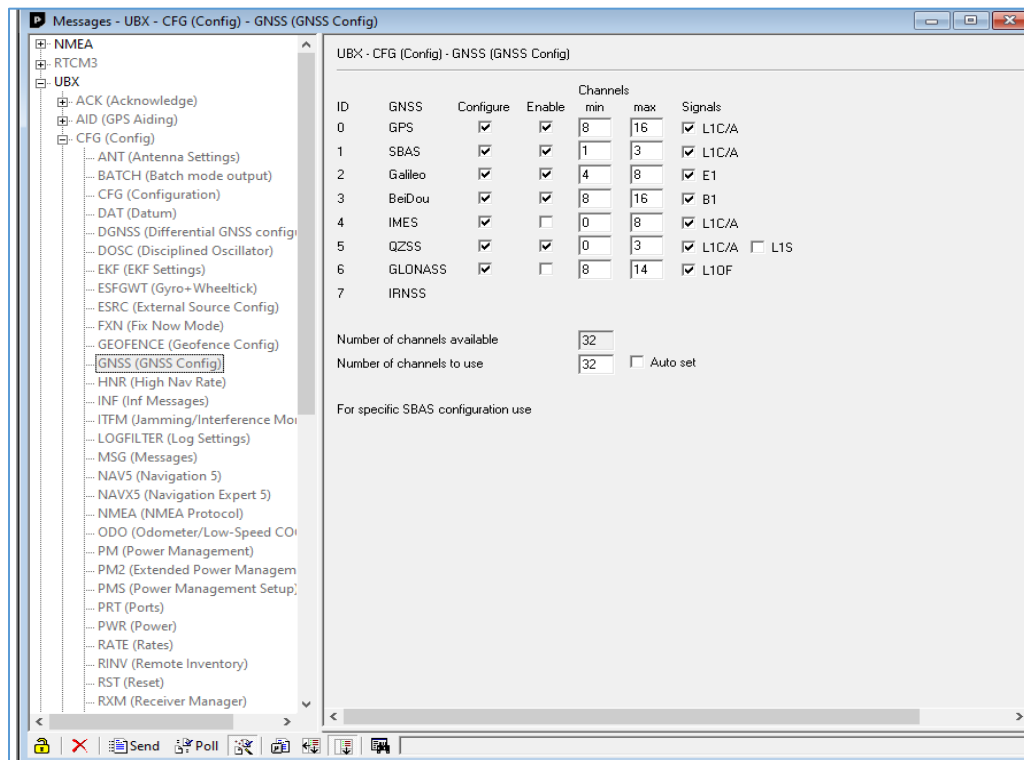 Messages - UBX - CFG (Config) - GNSS (GNSS Config)
NMEA
RTCM3
UBX
ACK (Acknowledge)
AID (GPS Aiding)
CFG (Config)
ANT (Antenna Settings)
BATCH (Batch mode output)
CFG (Configuration)
DAT (Datum)
DGNSS (Differential GNSS configu
DOSC (Disciplined Oscillator)
EKF (EKF Settings)
ESFGWT (Gyro+Wheeltick)
ESRC (External Source Config)
FXN (Fix Now Mode)
GEOFENCE (Geofence Config)
GNSS (GNSS Config)
HNR (High Nav Rate)
INF (Inf Messages)
ITFM (Jamming/Interference Mo
LOGFILTER (Log Settings)
MSG (Messages)
NAV5 (Navigation 5)
NAVX5 (Navigation Expert 5)
NMEA (NMEA Protocol)
ODO (Odometer/Low-Speed CO
PM (Power Management)
PM2 (Extended Power Managem
PMS (Power Management Setup)
PRT (Ports)
PWR (Power)
RATE (Rates)
RINV (Remote Inventory)
RST (Reset)
RXM (Receiver Manager)
UBX - CFG (Config) - GNSS (GNSS Config)
Channels
ID GNSS Configure Enable min max Signals
0 GPS 8 16 L1C/A
1 SBAS 1 3 L1C/A
2 Galileo 4 8 E1
3 BeiDou 8 16 B1
4 IMES 0 8 L1C/A
5 QZSS 0 3 L1C/A L1S
6 GLONASS 8 14 L1OF
7 IRNSS
Number of channels available 32
Number of channels to use 32 Auto set
For specific SBAS configuration use
Send Poll